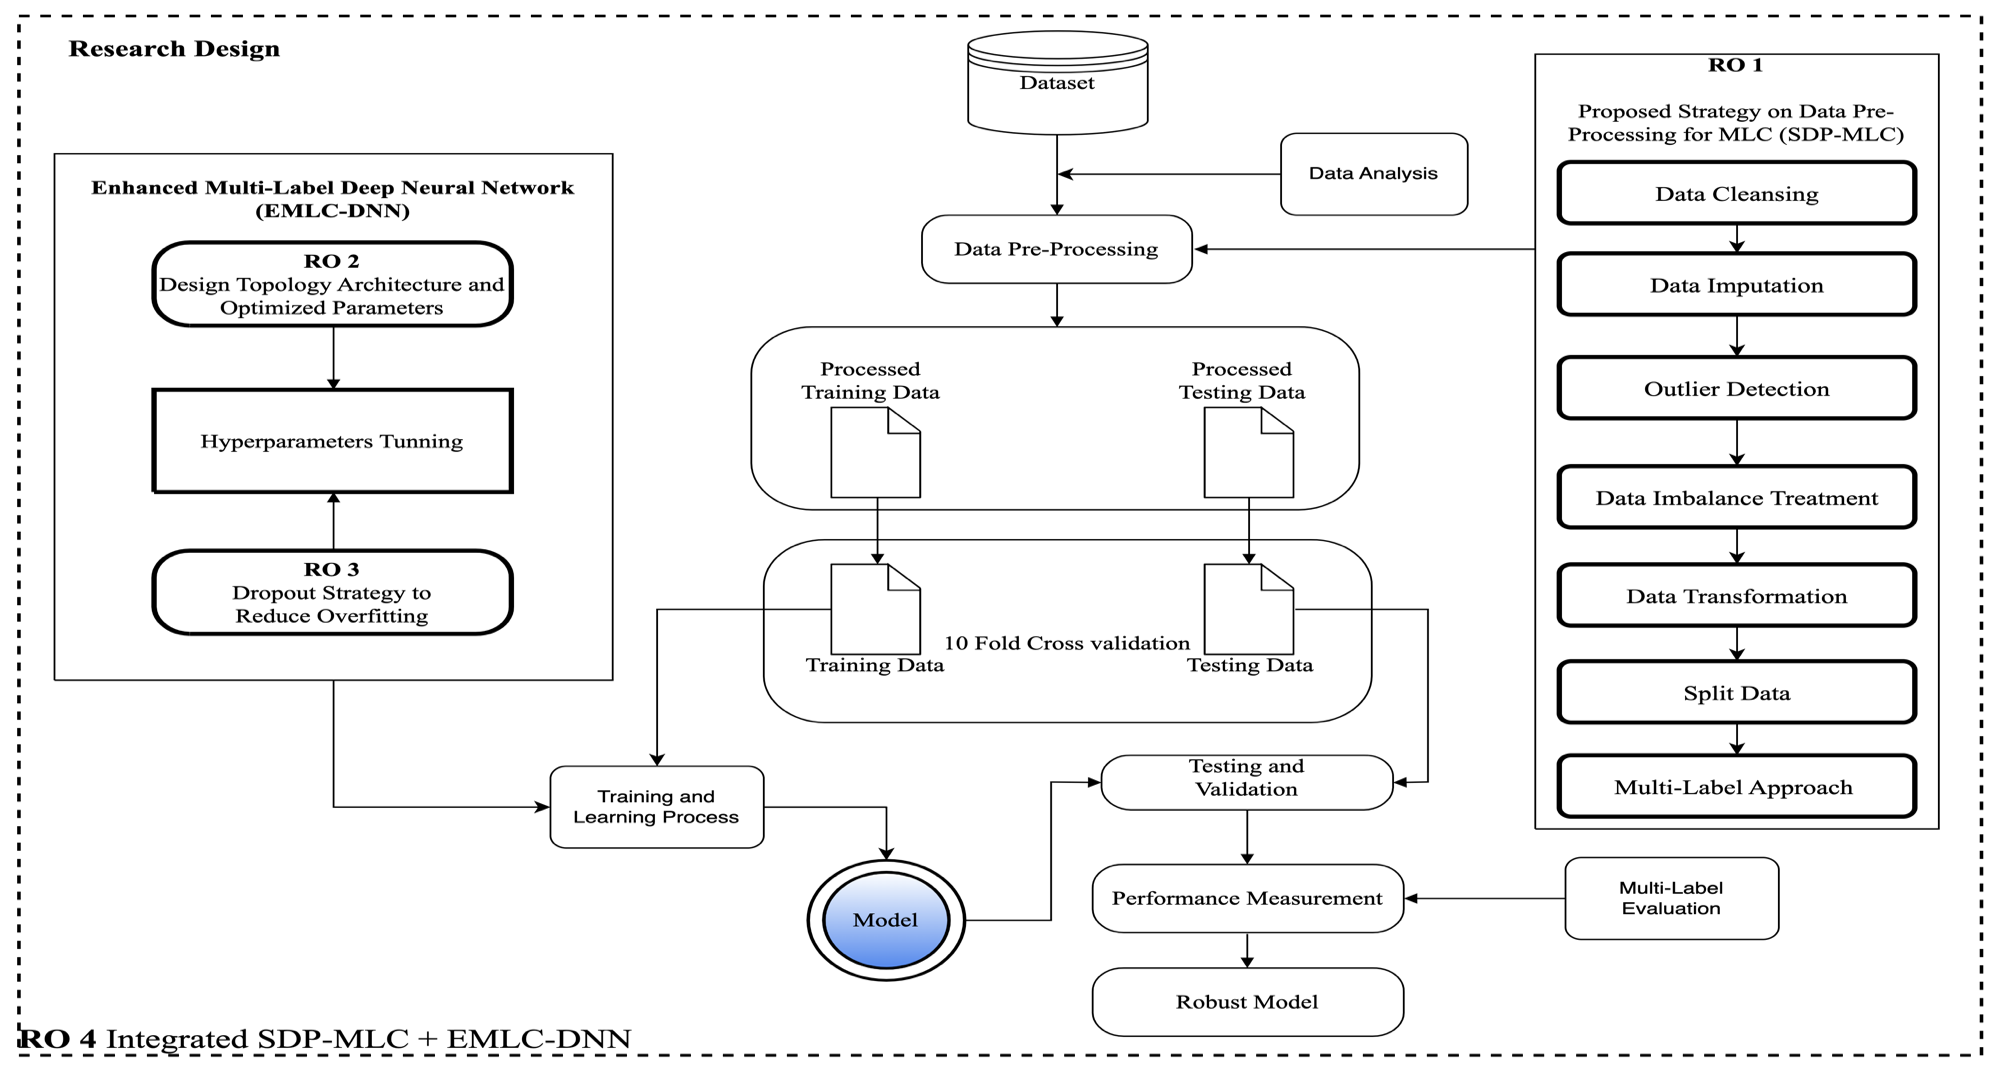 Research Design
Dataset
Data Analysis
Data Pre-Processing
RO 1
Proposed Strategy on Data Pre-
Processing for MLC (SDP-MLC)
Data Cleansing
Data Imputation
Outlier Detection
Data Imbalance Treatment
Data Transformation
Split Data
Multi-Label Approach
Enhanced Multi-Label Deep Neural Network
(EMLC-DNN)
RO 2
Design Topology Architecture and
Optimized Parameters
Hyperparameters Tunning
RO 3
Dropout Strategy to
Reduce Overfitting
Processed
Training Data
Processed
Testing Data
10 Fold Cross validation
Training Data
Testing Data
Training and
Learning Process
Model
Testing and
Validation
Performance Measurement
Multi-Label
Evaluation
Robust Model
RO 4 Integrated SDP-MLC + EMLC-DNN